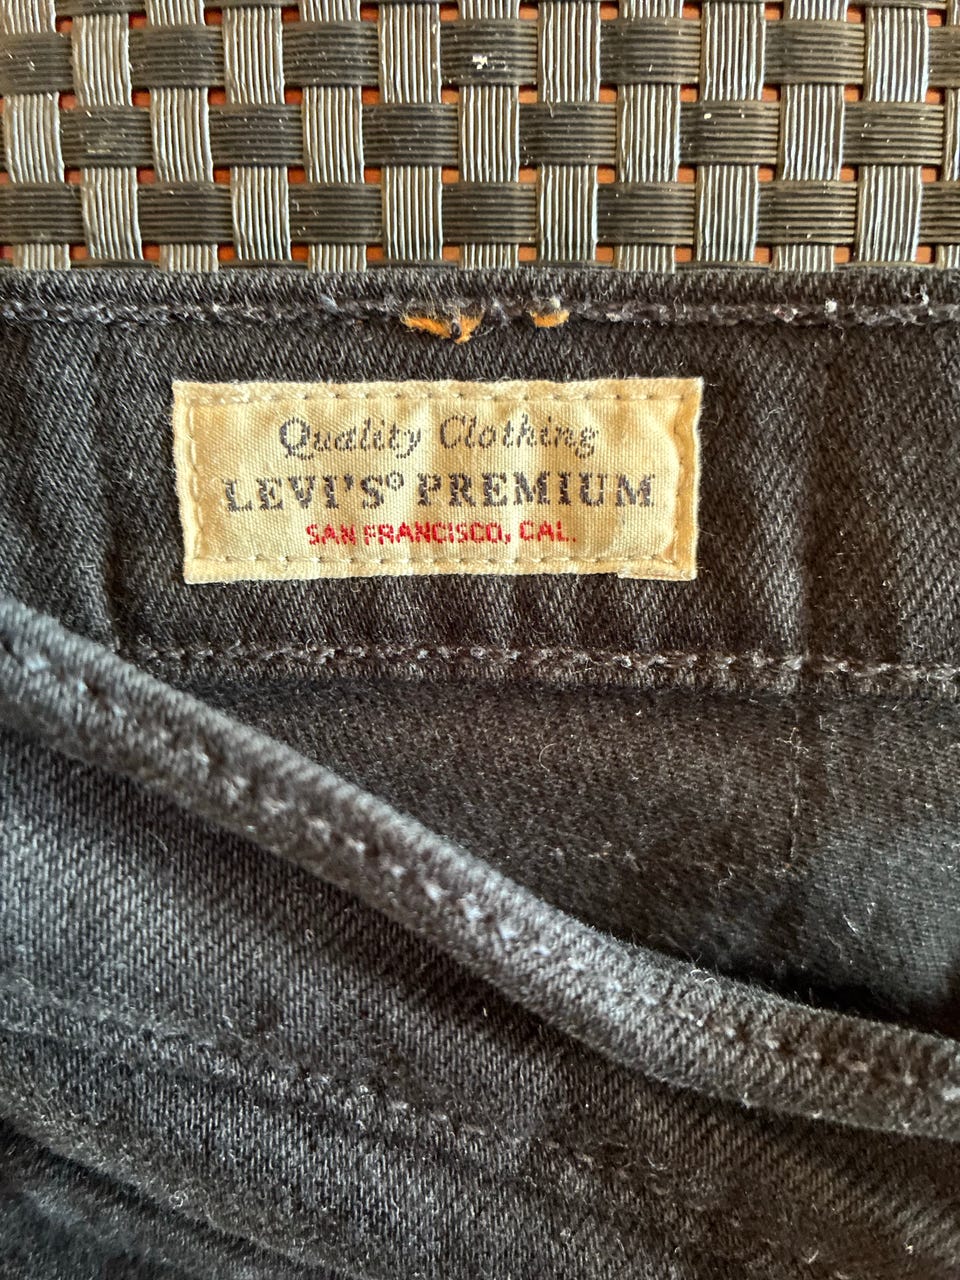 Quality Clothing
LEVI'S® PREMIUM
SAN FRANCISCO, CAL.